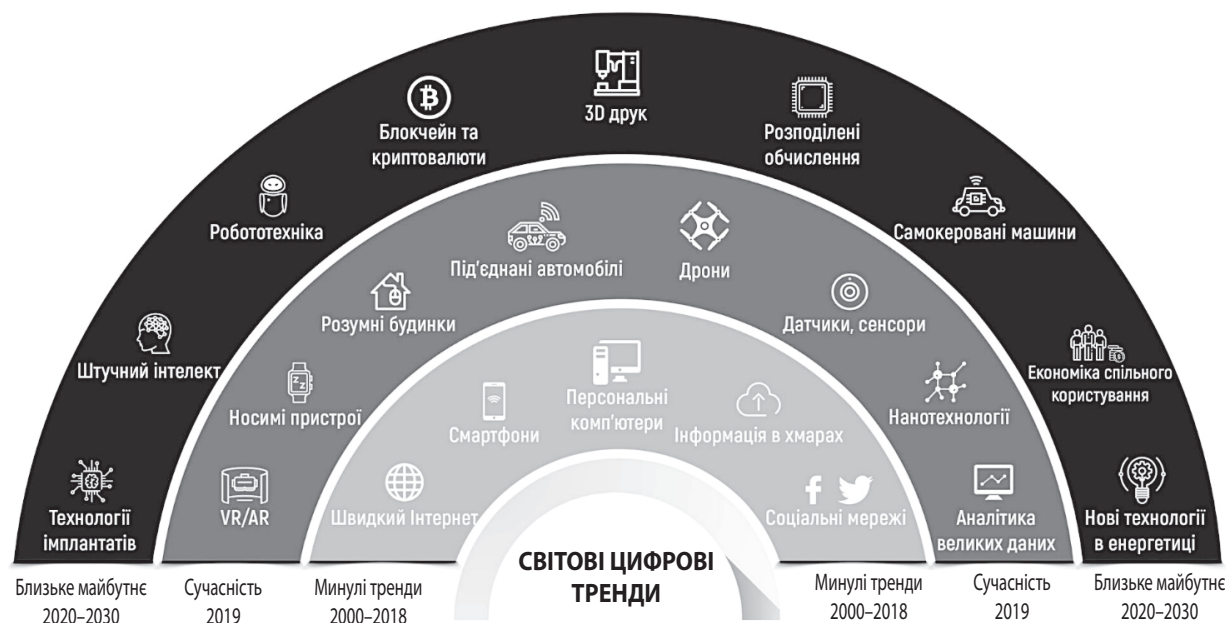 3D друк
Блокчейн та
криптовалюти
Розподілені
обчислення
Робототехніка
Самокеровані машини
Штучний інтелект
Економіка спільного
користування
Технології
імплантатів
Нові технології
в енергетиці
Під'єднані автомобілі
Дрони
Розумні будинки
Датчики, сенсори
Носимі пристрої
Нанотехнології
VR/AR
Аналітика
великих даних
Персональні
комп'ютери
Смартфони
Інформація в хмарах
Швидкий Інтернет
Соціальні мережі
СВІТОВІ ЦИФРОВІ
ТРЕНДИ
Близьке майбутнє
2020–2030
Сучасність
2019
Минулі тренди
2000–2018
Минулі тренди
2000–2018
Сучасність
2019
Близьке майбутнє
2020–2030